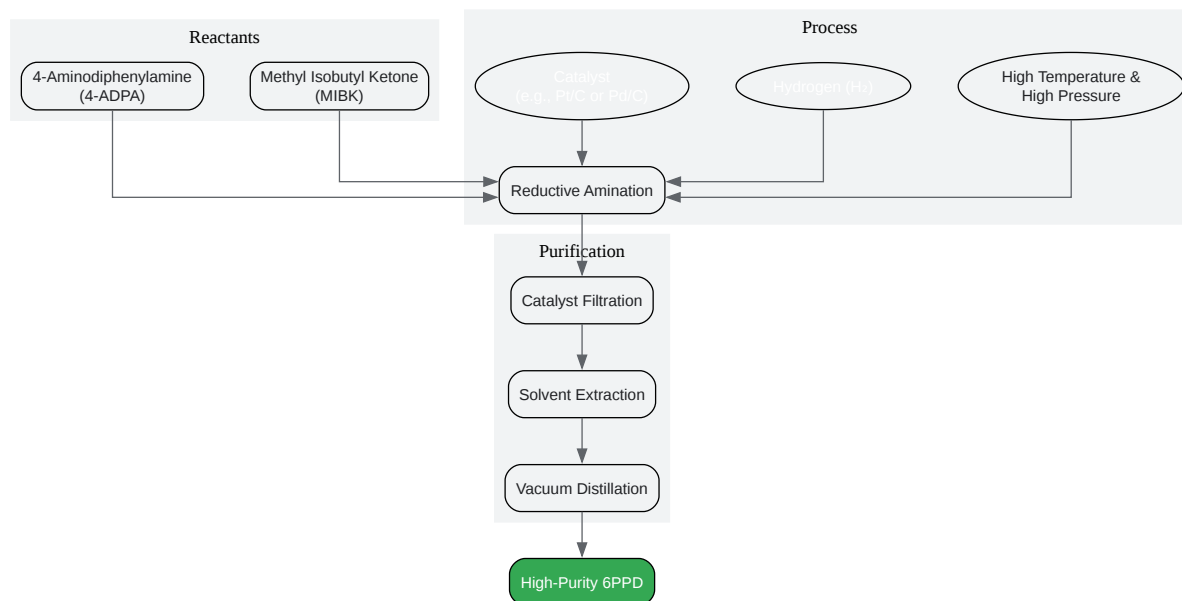 Reactants
Process
4-Aminodiphenylamine
(4-ADPA)
Methyl Isobutyl Ketone
(MIBK)
Catalyst
(e.g., Pt/C or Pd/C)
Hydrogen (H₂)
High Temperature &
High Pressure
Reductive Amination
Purification
Catalyst Filtration
Solvent Extraction
Vacuum Distillation
High-Purity 6PPD